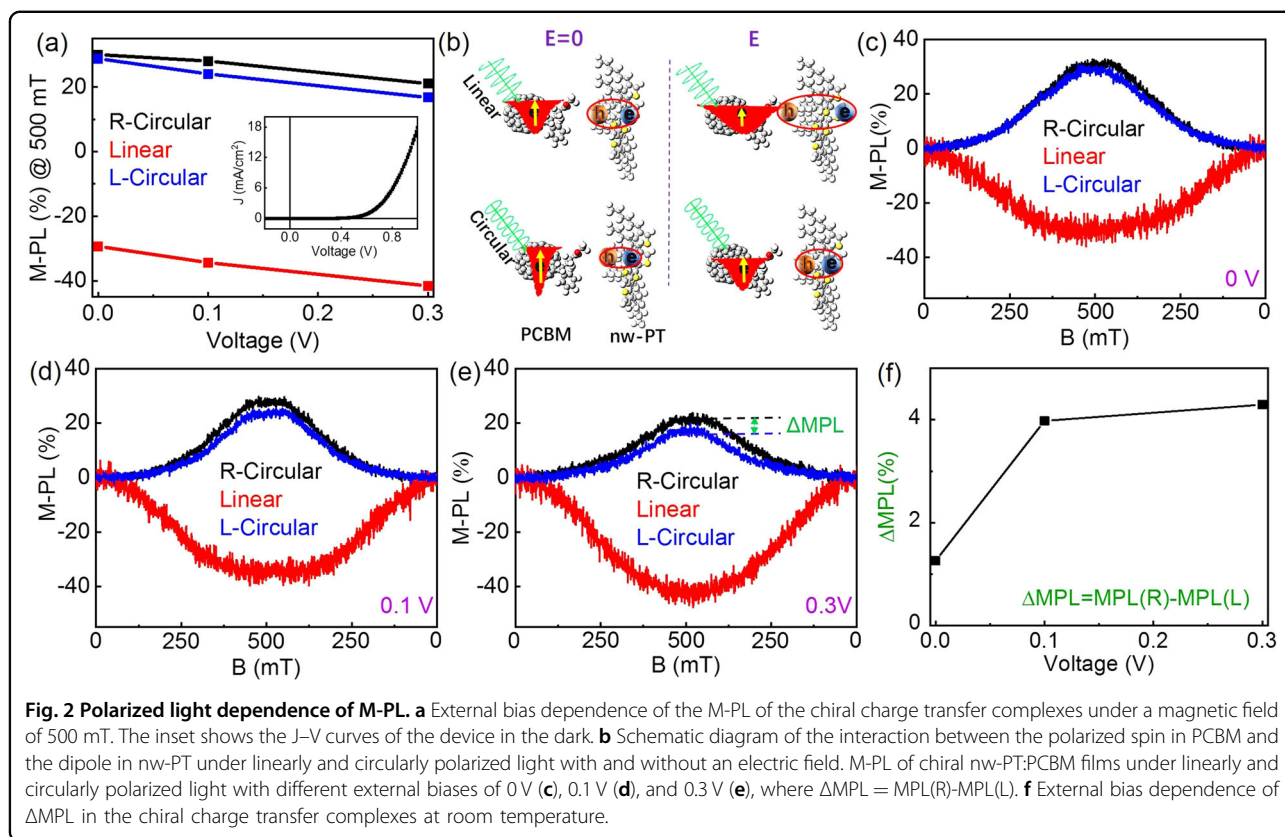 (a)
M-PL (%) @ 500 mT
20
0
-20
-40
R-Circular
Linear
L-Circular
J (mA/cm²)
18
12
6
0
0.0 0.4 0.8
Voltage (V)
0.0 0.1 0.2 0.3
Voltage (V)
(b)
E=0 E
Linear
h e h e
Circular
h e h e
PCBM nw-PT
(c)
M-PL(%)
40
20
0
-20
-40
R-Circular
Linear
L-Circular
0 V
250 500 250 0
B (mT)
(d)
M-PL (%)
40
20
0
-20
-40
R-Circular
Linear
L-Circular
0.1 V
0 250 500 250 0
B (mT)
(e)
M-PL (%)
40
20
0
-20
-40
ΔMPL
R-Circular
Linear
L-Circular
0.3V
0 250 500 250 0
B (mT)
(f)
ΔMPL(%)
4
2
0
ΔMPL=MPL(R)-MPL(L)
0.0 0.1 0.2 0.3
Voltage (V)
Fig. 2 Polarized light dependence of M-PL. a External bias dependence of the M-PL of the chiral charge transfer complexes under a magnetic field
of 500 mT. The inset shows the J–V curves of the device in the dark. b Schematic diagram of the interaction between the polarized spin in PCBM and
the dipole in nw-PT under linearly and circularly polarized light with and without an electric field. M-PL of chiral nw-PT:PCBM films under linearly and
circularly polarized light with different external biases of 0 V (c), 0.1 V (d), and 0.3 V (e), where ΔMPL = MPL(R)-MPL(L). f External bias dependence of
ΔMPL in the chiral charge transfer complexes at room temperature.